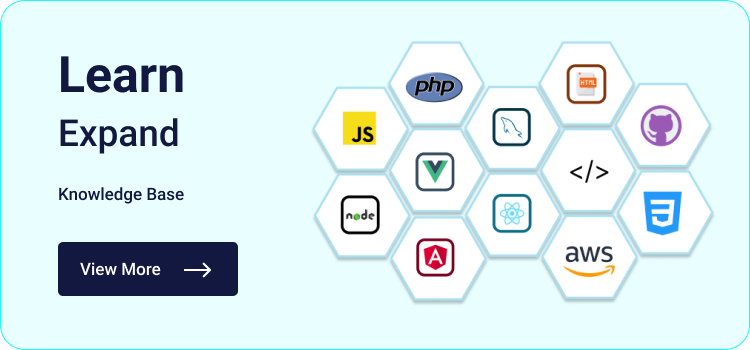 Learn
Expand
Knowledge Base
View More
php
HTML
JS
</>
node
aws